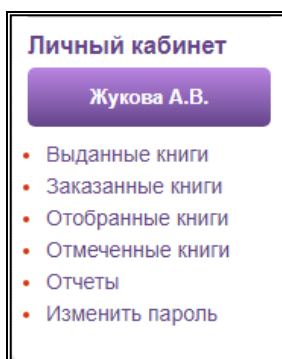 Личный кабинет
Жукова А.В.
Выданные книги
Заказанные книги
Отобранные книги
Отмеченные книги
Отчеты
Изменить пароль